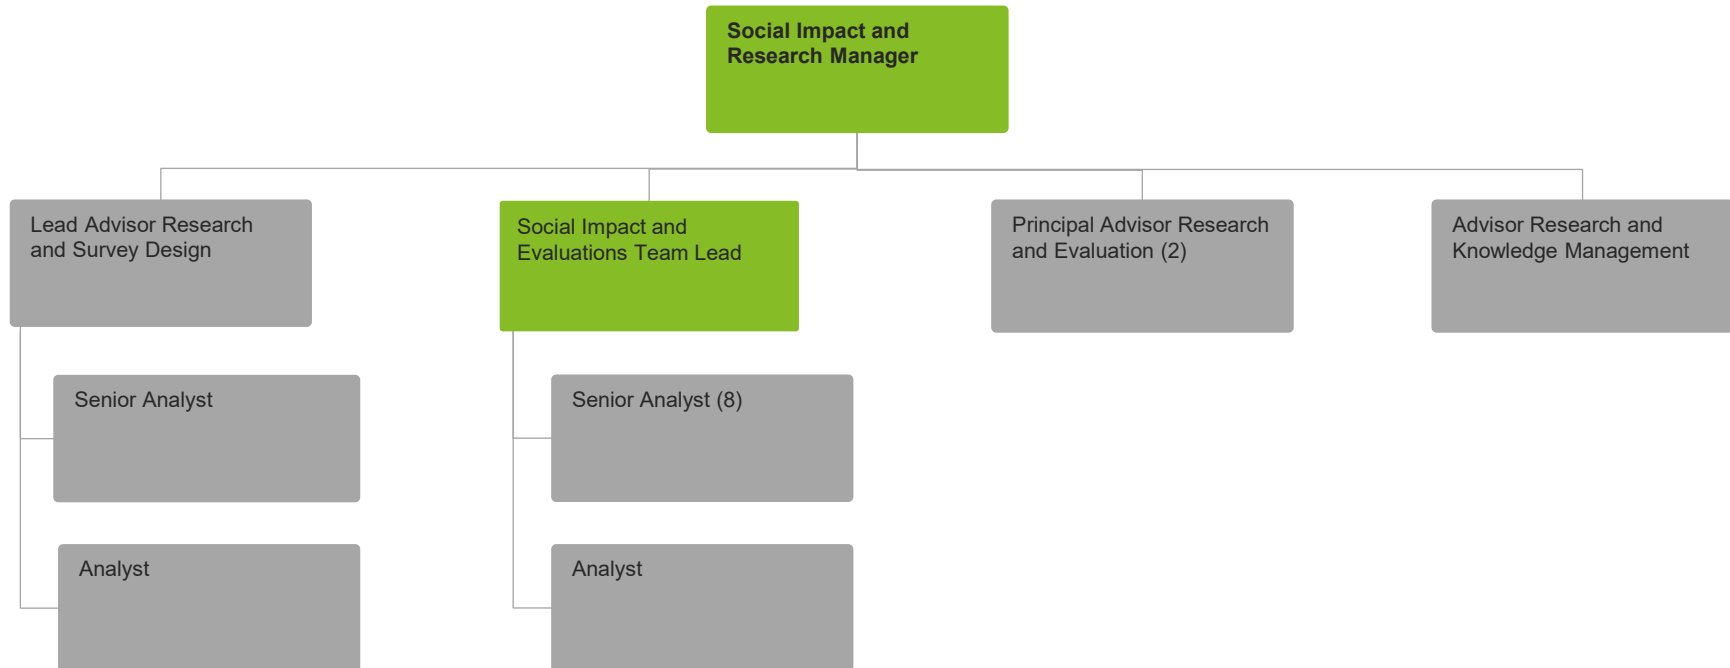 Social Impact and
Research Manager
Lead Advisor Research
and Survey Design
Social Impact and
Evaluations Team Lead
Principal Advisor Research
and Evaluation (2)
Advisor Research and
Knowledge Management
Senior Analyst
Senior Analyst (8)
Analyst
Analyst